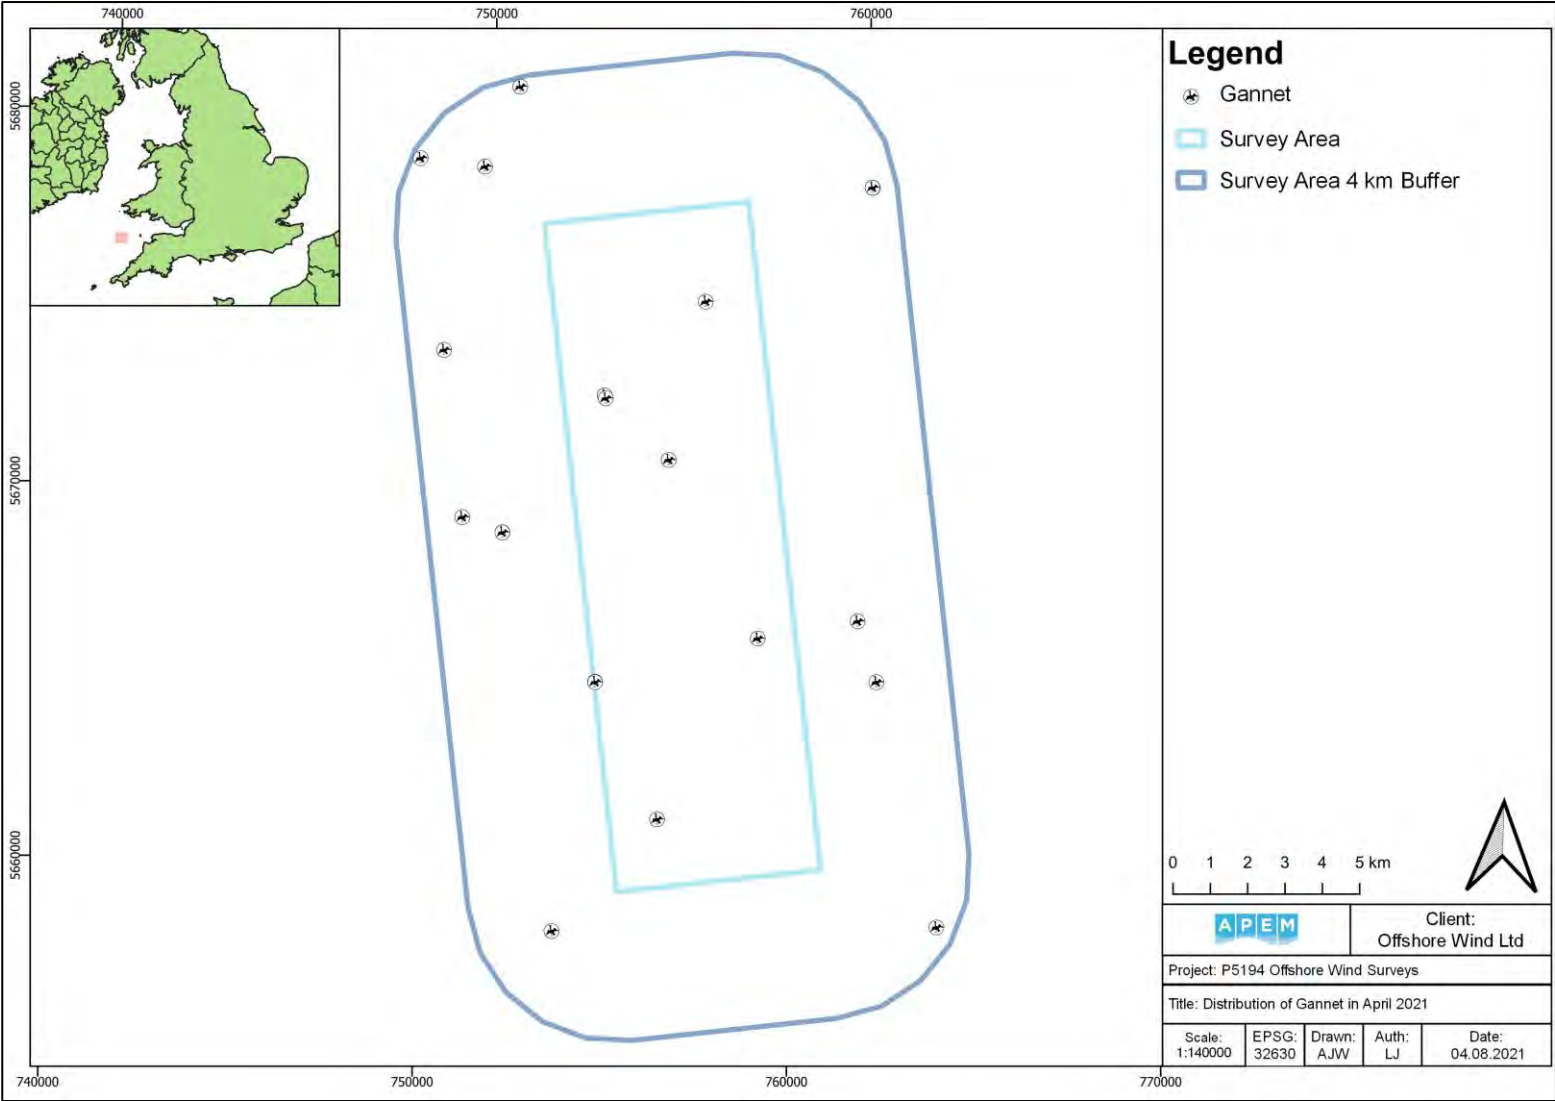 740000
750000
760000
5680000
5670000
5660000
740000
750000
760000
770000
Legend
Gannet
Survey Area
Survey Area 4 km Buffer
0 1 2 3 4 5 km
APEM
Client:
Offshore Wind Ltd
Project: P5194 Offshore Wind Surveys
Title: Distribution of Gannet in April 2021
Scale:
1:140000
EPSG:
32630
Drawn:
AJW
Auth:
LJ
Date:
04.08.2021